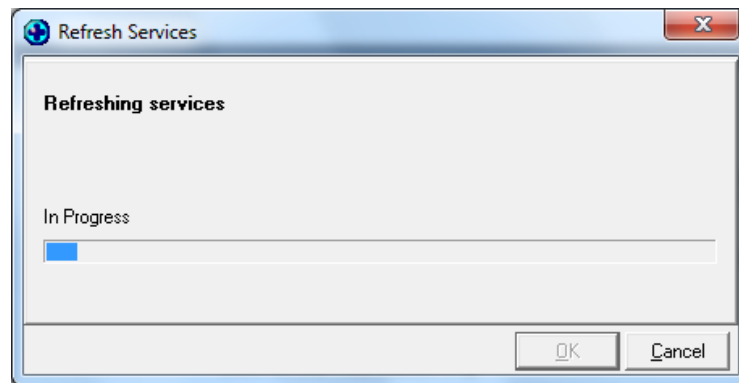 Refresh Services
Refreshing services
In Progress
OK
Cancel